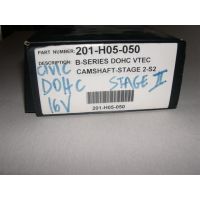 PART NUMBER: 201-H05-050
DESCRIPTION: B-SERIES DOHC VTEC
CAMSHAFT-STAGE 2-S2
CIVIC
DOHC
16V
STAGE II
201-H05-050